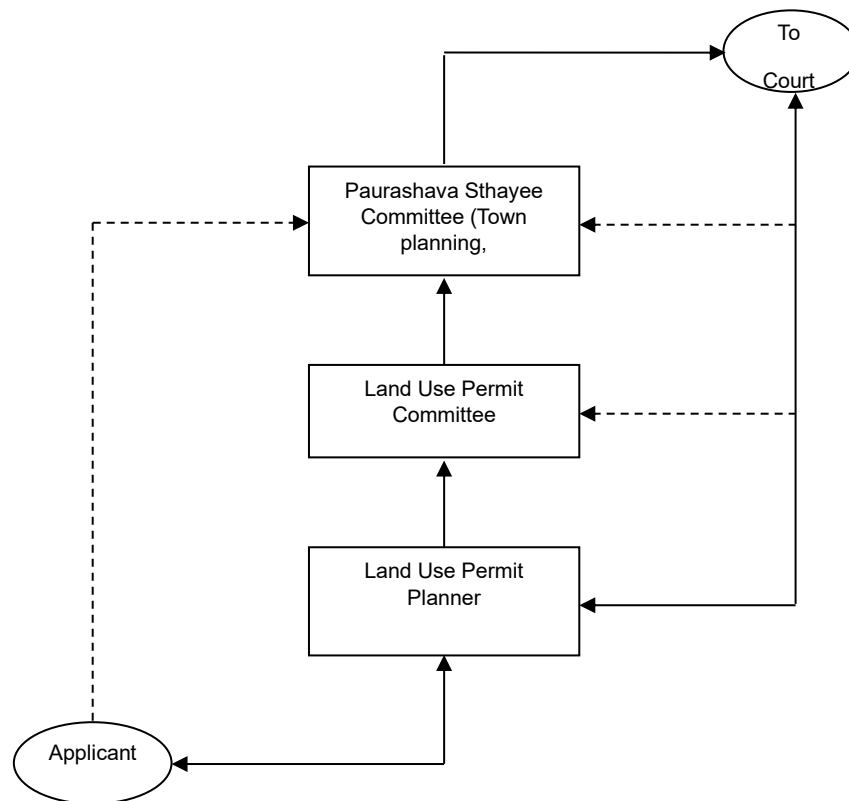 To
Court
Paurashava Sthayee
Committee (Town
planning,
Land Use Permit
Committee
Land Use Permit
Planner
Applicant